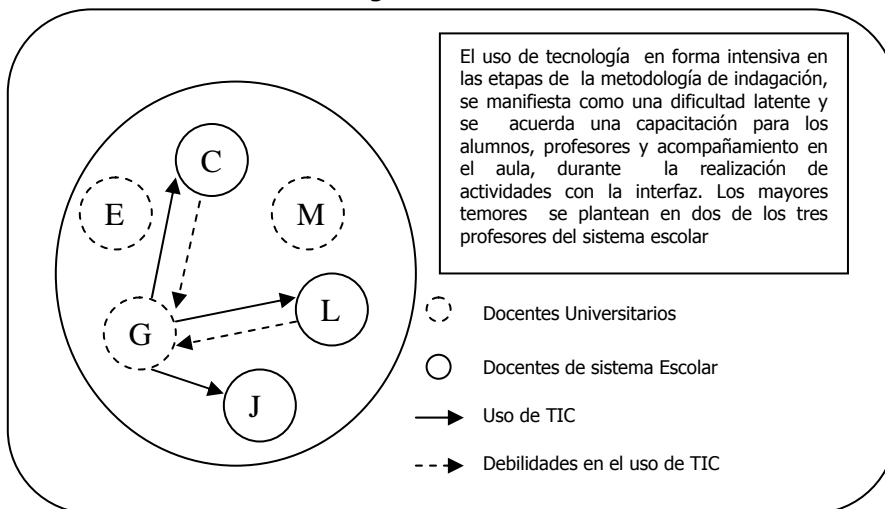 El uso de tecnología en forma intensiva en
las etapas de la metodología de indagación,
se manifiesta como una dificultad latente y
se acuerda una capacitación para los
alumnos, profesores y acompañamiento en
el aula, durante la realización de
actividades con la interfaz. Los mayores
temores se plantean en dos de los tres
profesores del sistema escolar
C
E
M
G
L
J
Docentes Universitarios
Docentes de sistema Escolar
Uso de TIC
Debilidades en el uso de TIC